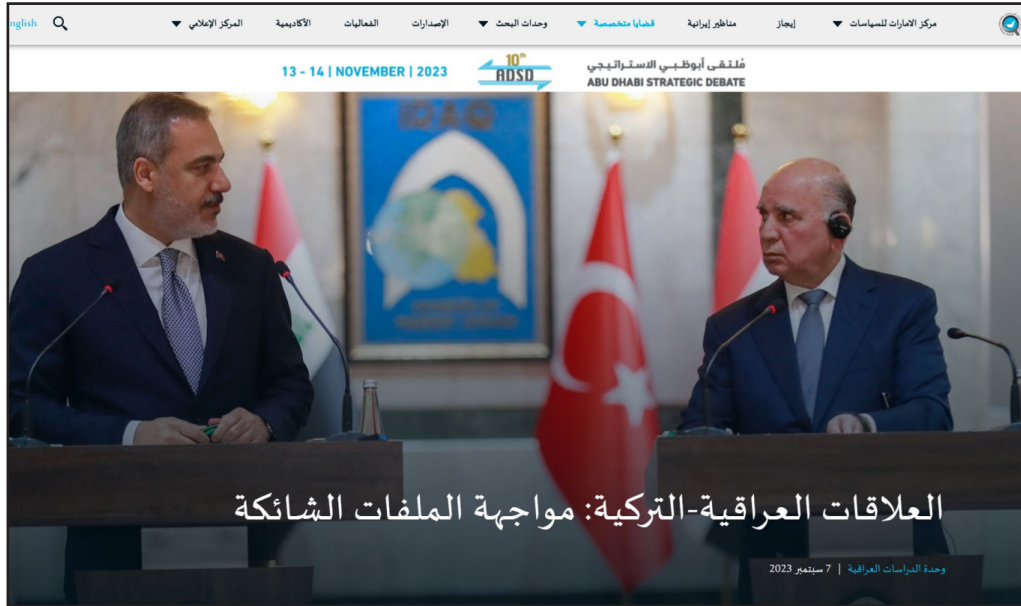 مركز الامارات للسياسات إيجاز مناظير إيرانية قضايا متخصصة وحدات البحث الإصدارات الفعاليات الأكاديمية المركز الإعلامي nglish
مُلتقى أبوظبي الاستراتيجي
ABU DHABI STRATEGIC DEBATE
10th
ADSD
13 - 14 | NOVEMBER | 2023
IRAQ
العلاقات العراقية-التركية: مواجهة الملفات الشائكة
وحدة الدراسات العراقية | 7 سبتمبر 2023